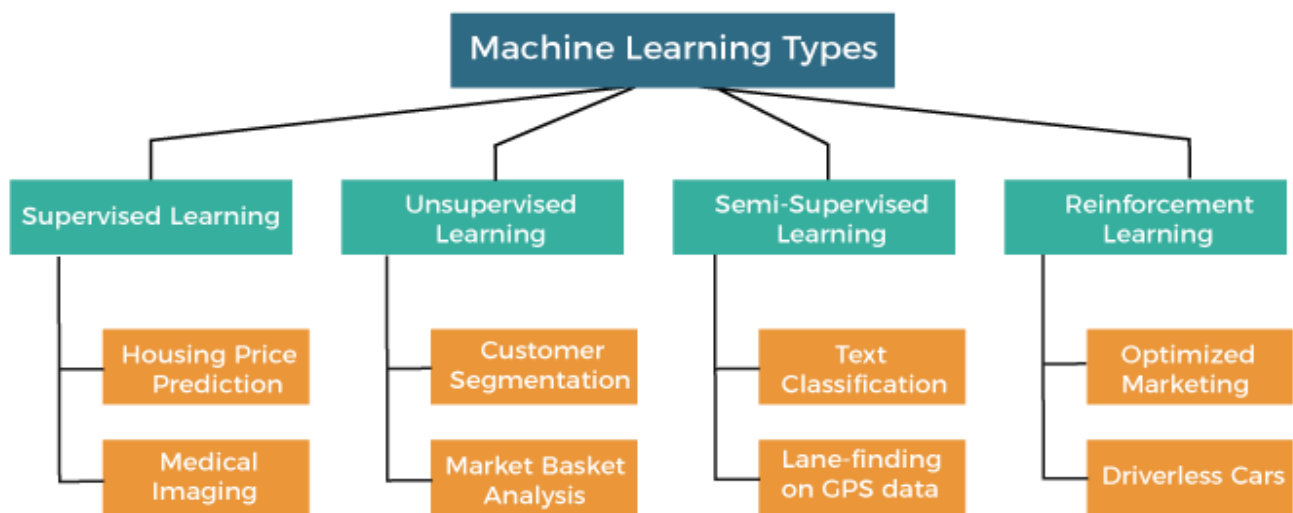 Machine Learning Types
Supervised Learning
Unsupervised
Learning
Semi-Supervised
Learning
Reinforcement
Learning
Housing Price
Prediction
Customer
Segmentation
Text
Classification
Optimized
Marketing
Medical
Imaging
Market Basket
Analysis
Lane-finding
on GPS data
Driverless Cars